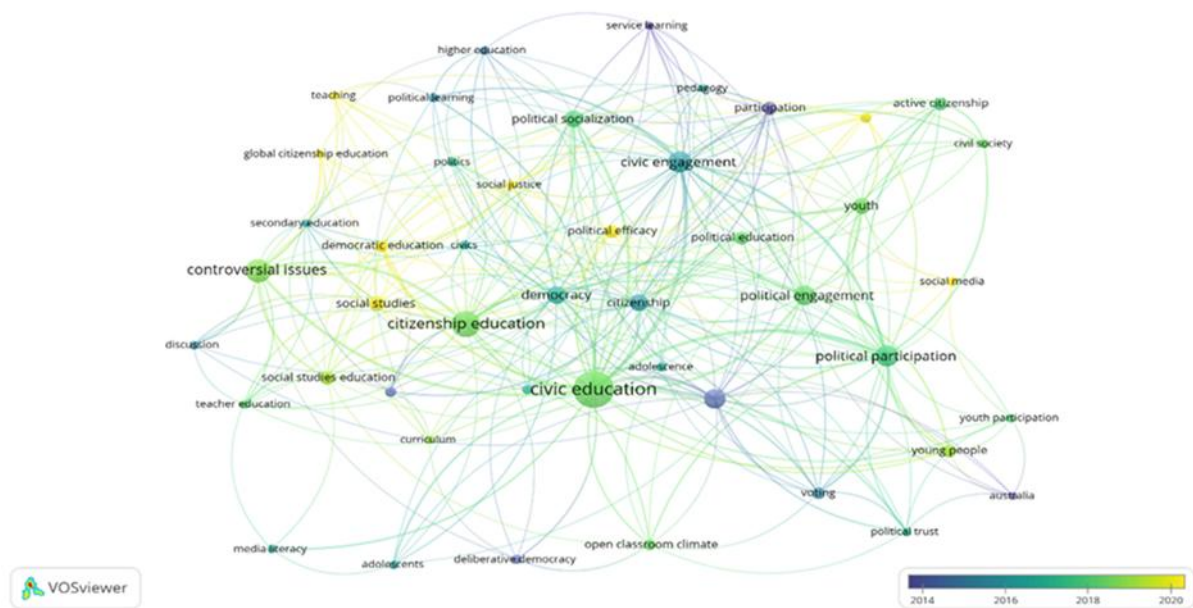 service learning
higher education
pedagogy
teaching
political learning
participation
active citizenship
political socialization
civil society
global citizenship education
politics
civic engagement
social justice
youth
secondary education
political efficacy
political education
democratic education
civics
controversial issues
social media
democracy
citizenship
political engagement
social studies
citizenship education
discussion
political participation
adolescence
social studies education
civic education
teacher education
youth participation
curriculum
young people
voting
australia
political trust
open classroom climate
media literacy
deliberative democracy
adolescents
VOSviewer
2014 2016 2018 2020